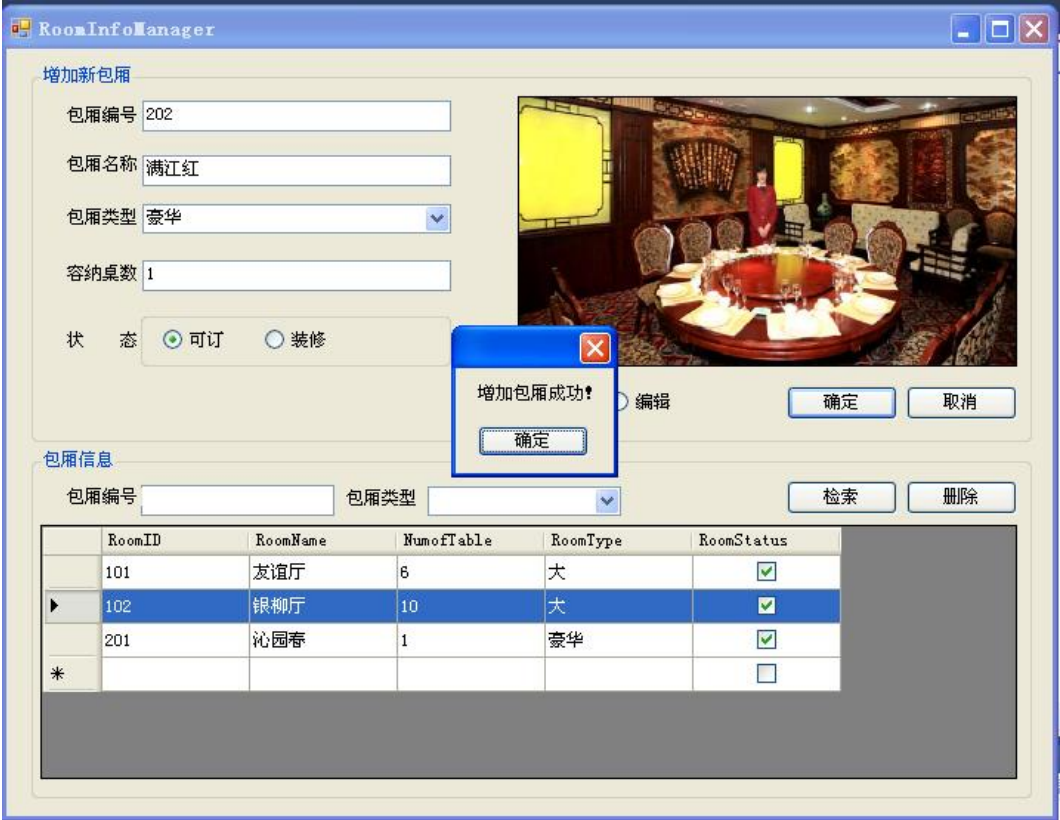 RoomInfoManager
增加新包厢
包厢编号 202
包厢名称 满江红
包厢类型 豪华
容纳桌数 1
状 态 可订 装修
增加包厢成功!
确定
编辑 确定 取消
包厢信息
包厢编号 包厢类型 检索 删除
RoomID RoomName NumofTable RoomType RoomStatus
101 友谊厅 6 大
102 银柳厅 10 大
201 沁园春 1 豪华